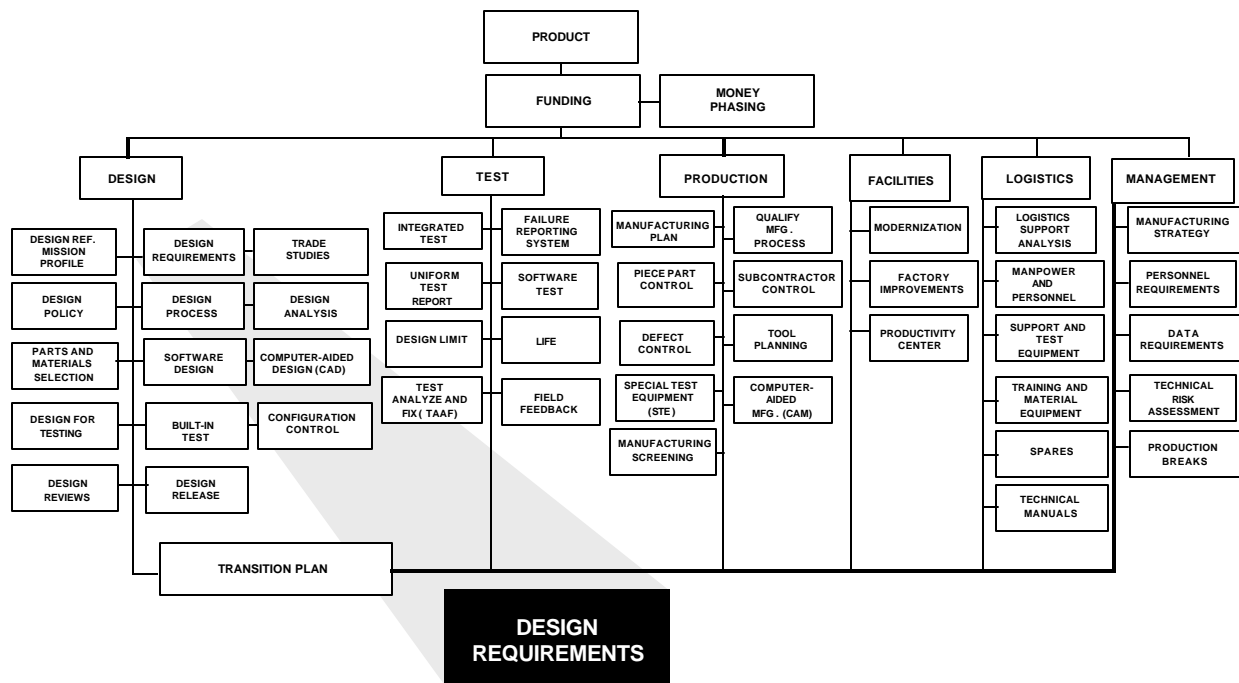 PRODUCT
FUNDING
MONEY
PHASING
DESIGN
TEST
PRODUCTION
FACILITIES
LOGISTICS
MANAGEMENT
DESIGN REF.
MISSION
PROFILE
DESIGN
REQUIREMENTS
TRADE
STUDIES
DESIGN
POLICY
DESIGN
PROCESS
DESIGN
ANALYSIS
PARTS AND
MATERIALS
SELECTION
SOFTWARE
DESIGN
COMPUTER-AIDED
DESIGN (CAD)
DESIGN FOR
TESTING
BUILT-IN
TEST
CONFIGURATION
CONTROL
DESIGN
REVIEWS
DESIGN
RELEASE
INTEGRATED
TEST
FAILURE
REPORTING
SYSTEM
UNIFORM
TEST
REPORT
SOFTWARE
TEST
DESIGN LIMIT
LIFE
TEST
ANALYZE AND
FIX ( TAAF)
FIELD
FEEDBACK
MANUFACTURING
PLAN
QUALIFY
MFG. PROCESS
PIECE PART
CONTROL
SUBCONTRACTOR
CONTROL
DEFECT
CONTROL
TOOL
PLANNING
SPECIAL TEST
EQUIPMENT
(STE)
COMPUTER-
AIDED
MFG. (CAM)
MANUFACTURING
SCREENING
MODERNIZATION
FACTORY
IMPROVEMENTS
PRODUCTIVITY
CENTER
LOGISTICS
SUPPORT
ANALYSIS
MANPOWER
AND
PERSONNEL
SUPPORT AND
TEST
EQUIPMENT
TRAINING AND
MATERIAL
EQUIPMENT
SPARES
TECHNICAL
MANUALS
MANUFACTURING
STRATEGY
PERSONNEL
REQUIREMENTS
DATA
REQUIREMENTS
TECHNICAL
RISK
ASSESSMENT
PRODUCTION
BREAKS
TRANSITION PLAN
DESIGN
REQUIREMENTS